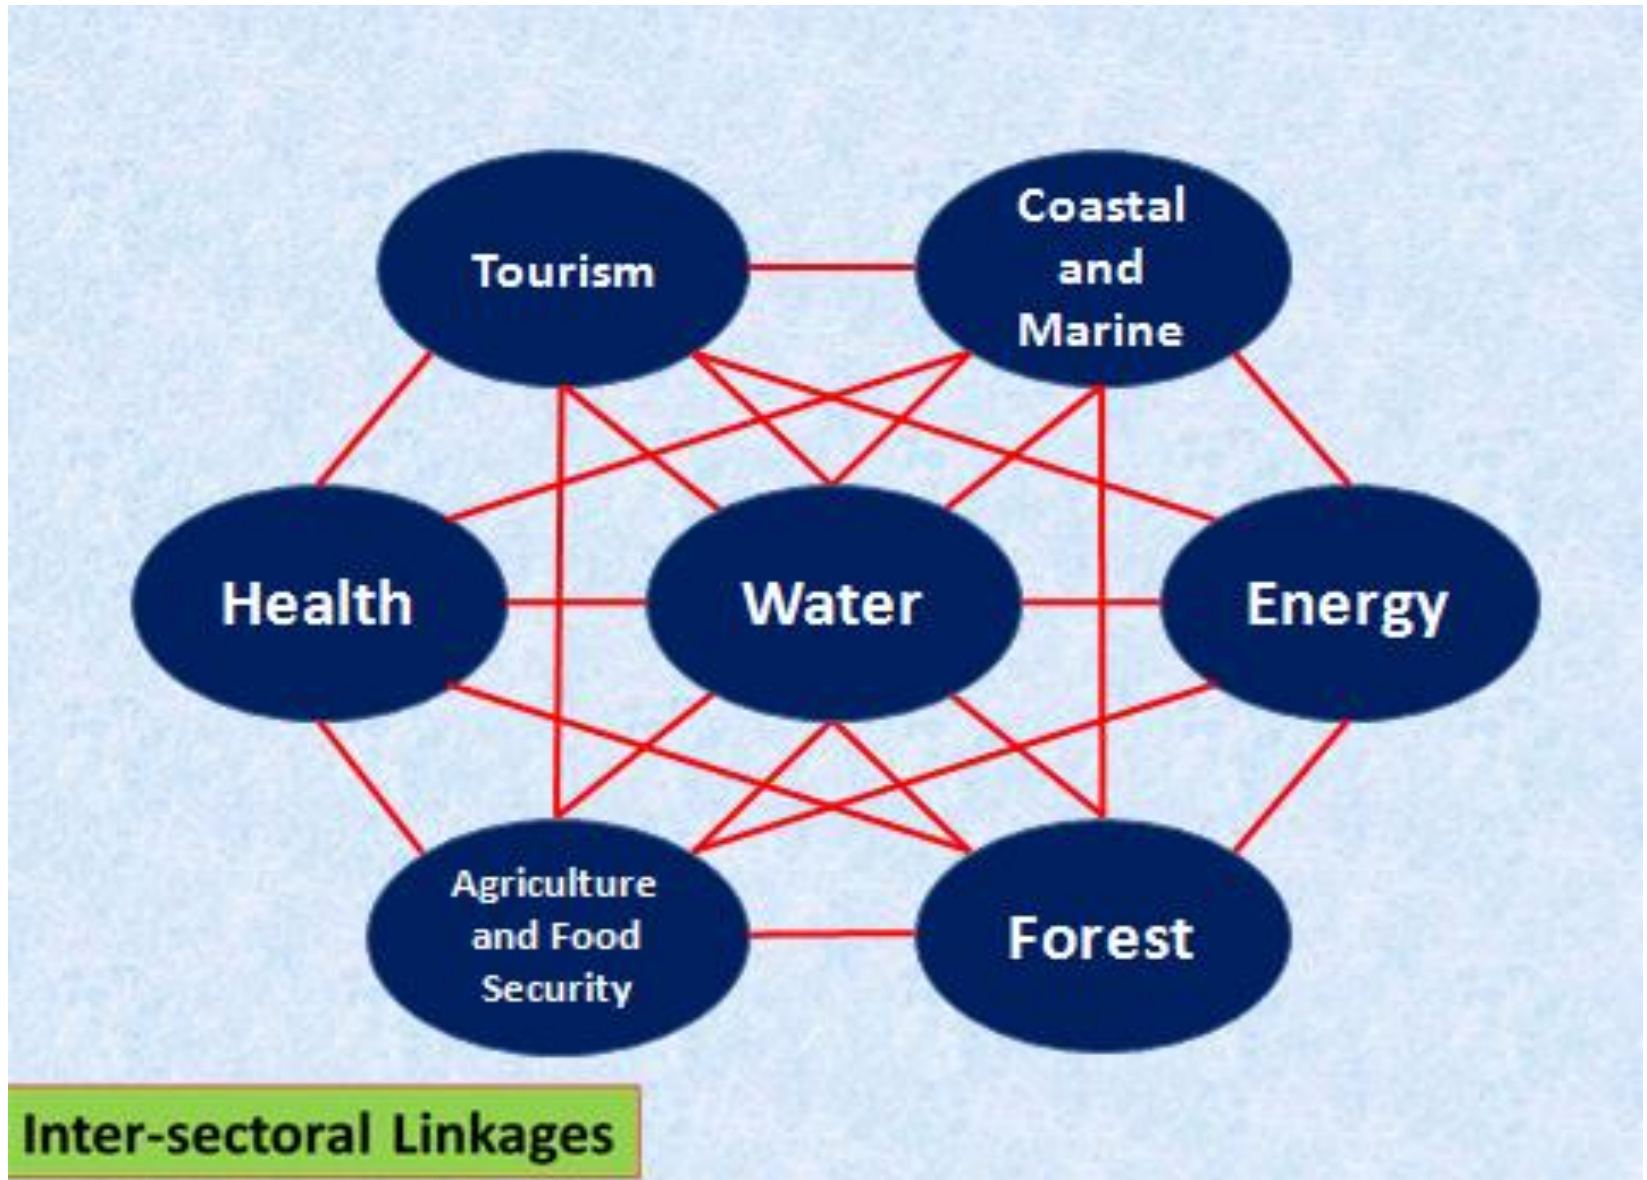 Tourism
Coastal
and
Marine
Health
Water
Energy
Agriculture
and Food
Security
Forest
Inter-sectoral Linkages